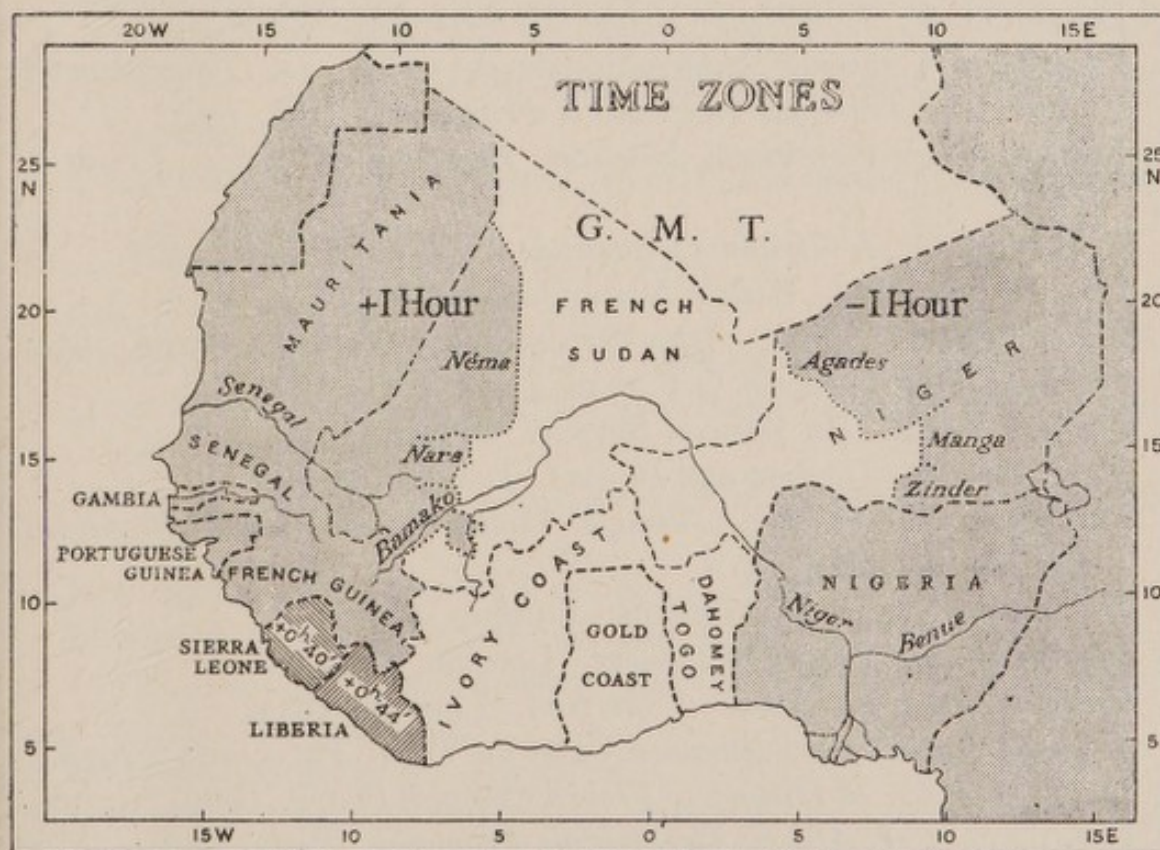 20W 15 10 5 0 5 10 15E
TIME ZONES
25
N
25
N
MAURITANIA
G. M. T.
+1 Hour
FRENCH
SUDAN
-1 Hour
20
20
Néma
Agades
NIGER
Senegal
SENEGAL
Nara
Manga
15
15
GAMBIA
Zinder
Bamako
PORTUGUESE
GUINEA
FRENCH GUINEA
IVORY COAST
DAHOMEY
TOGO
NIGERIA
10
10
Niger
Benue
SIERRA
LEONE
+0h40'
GOLD
COAST
+0h44'
LIBERIA
5
5
15W 10 5 0 5 10 15E